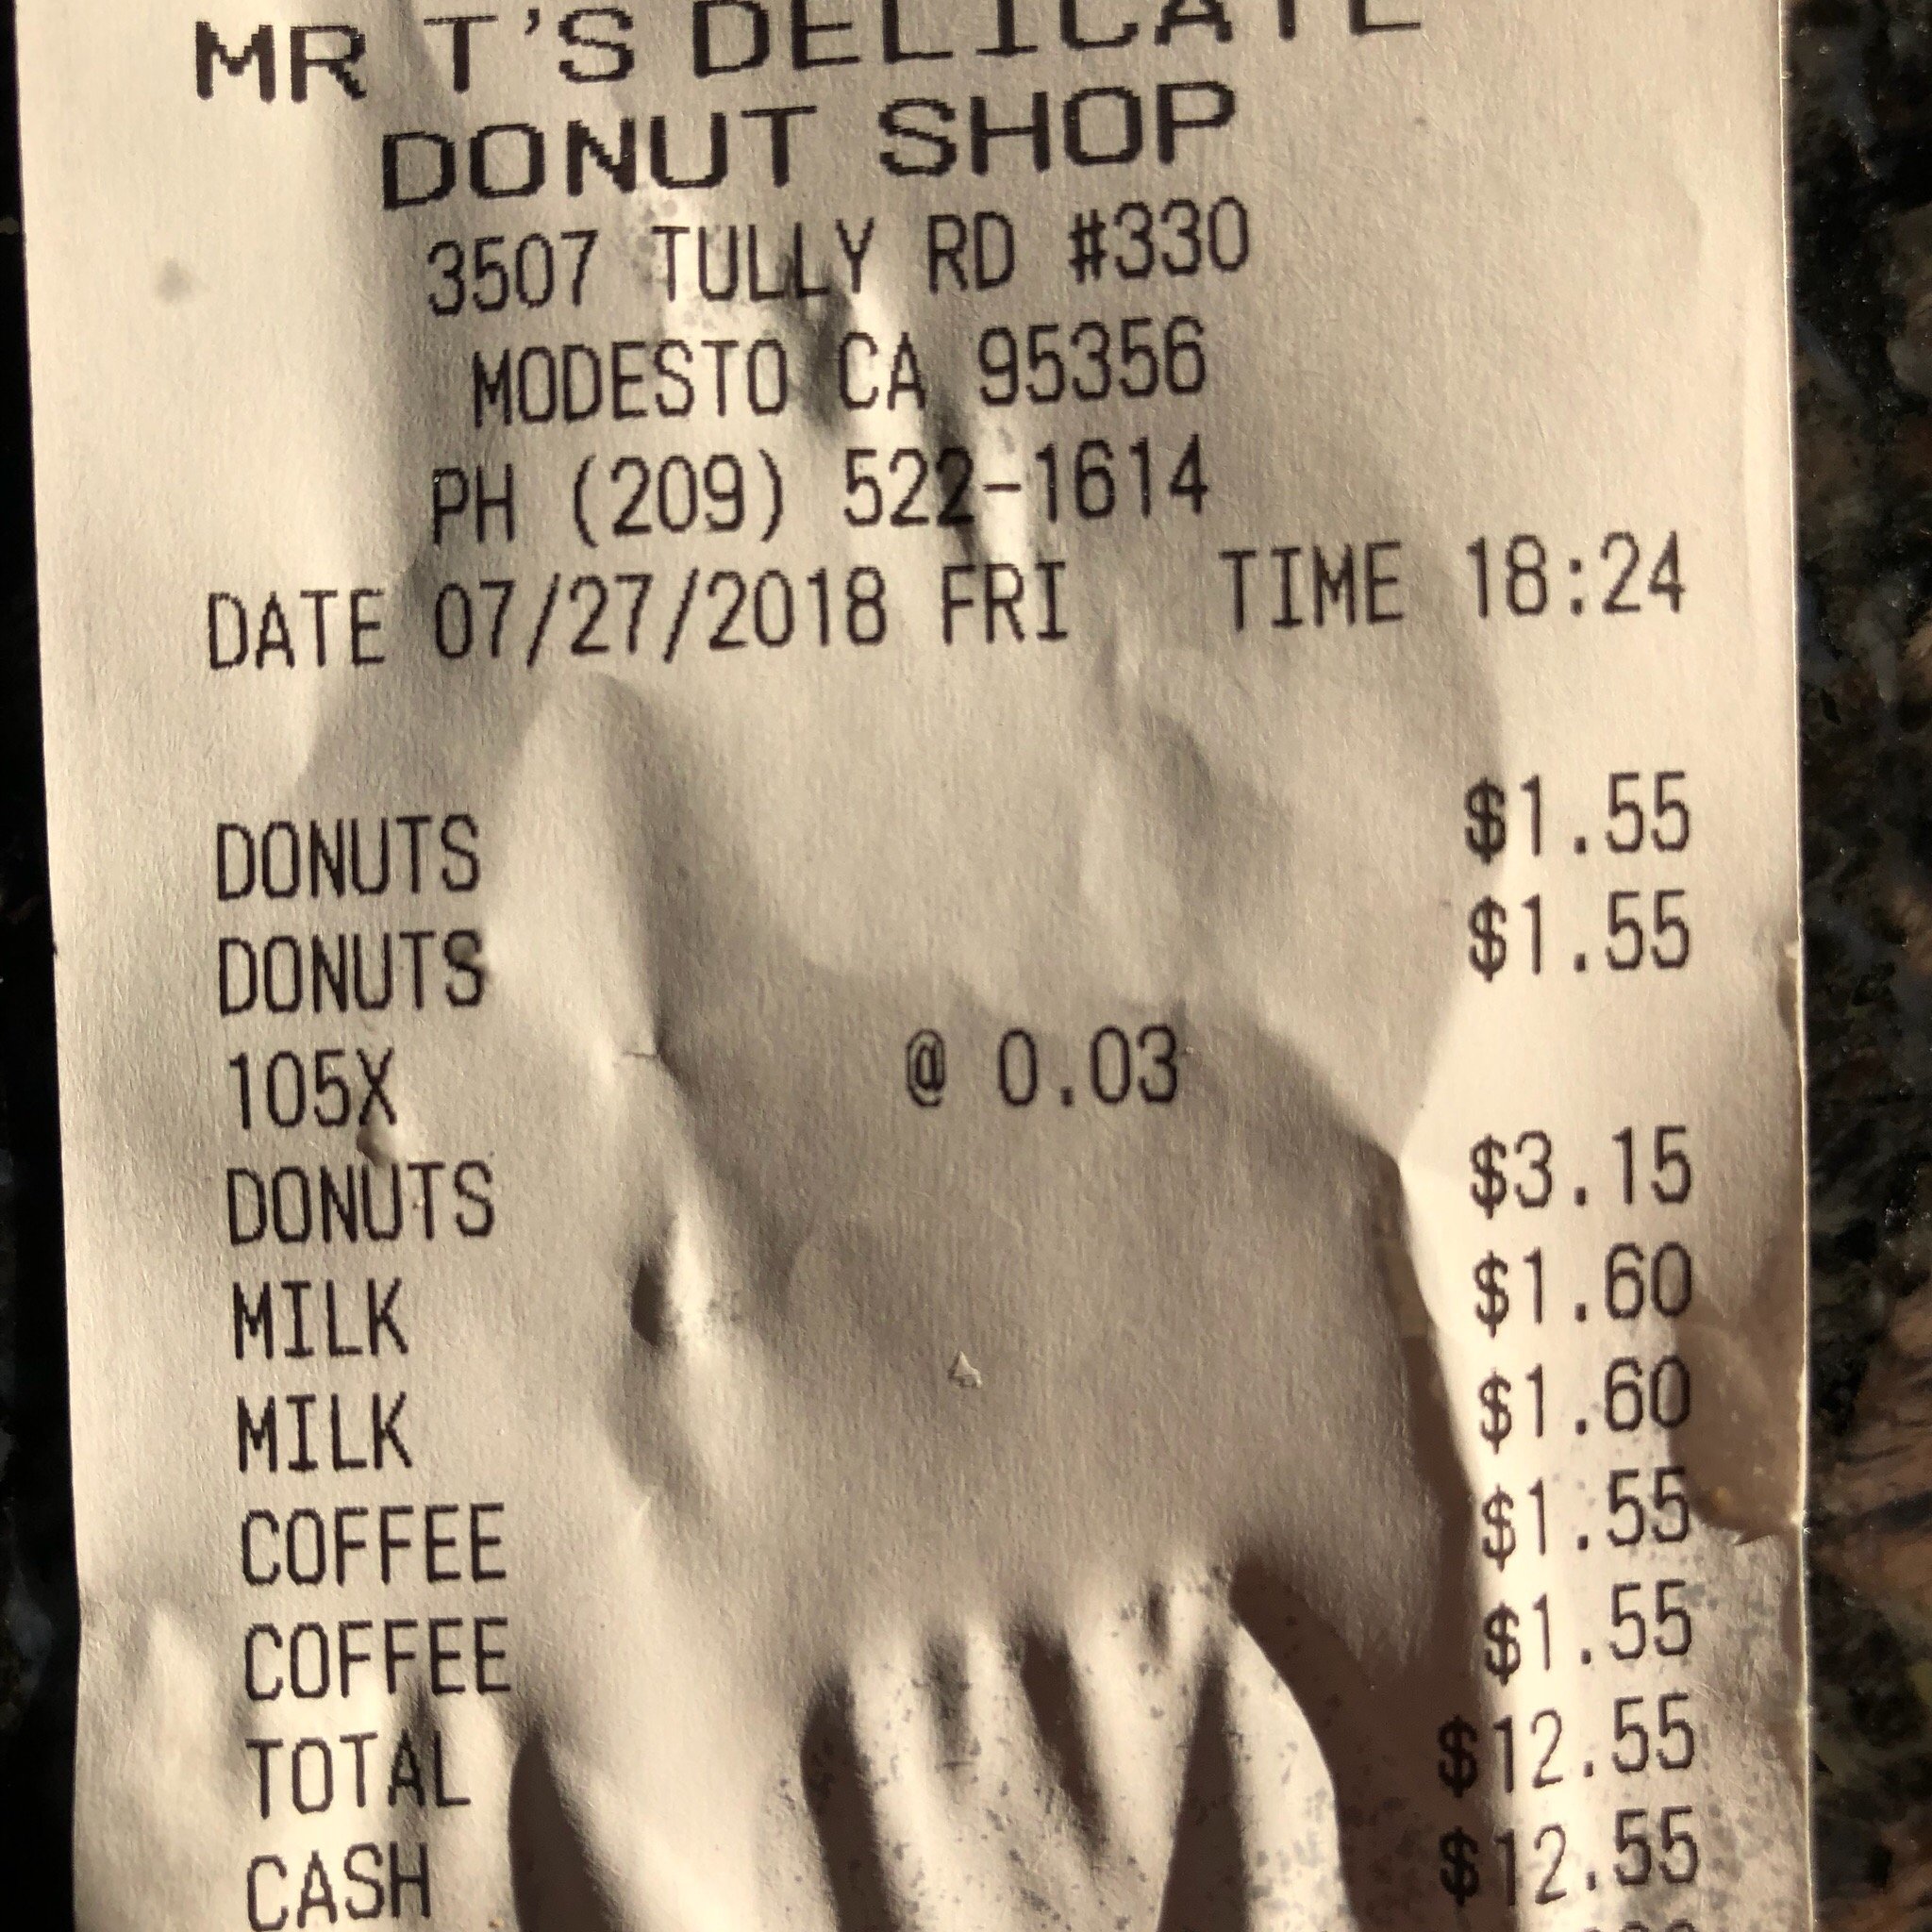 MR T'S DELICATE
DONUT SHOP
3507 TULLY RD #330
MODESTO CA 95356
PH (209) 522-1614
DATE 07/27/2018 FRI TIME 18:24
DONUTS $1.55
DONUTS $1.55
105X @ 0.03
DONUTS $3.15
MILK $1.60
MILK $1.60
COFFEE $1.55
COFFEE $1.55
TOTAL $12.55
CASH $12.55